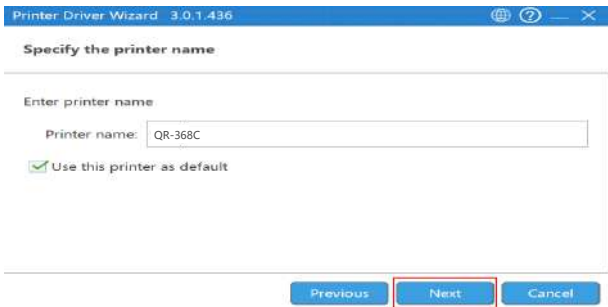 Printer Driver Wizard 3.0.1.436
Specify the printer name
Enter printer name
Printer name: QR-368C
Use this printer as default
Previous Next Cancel